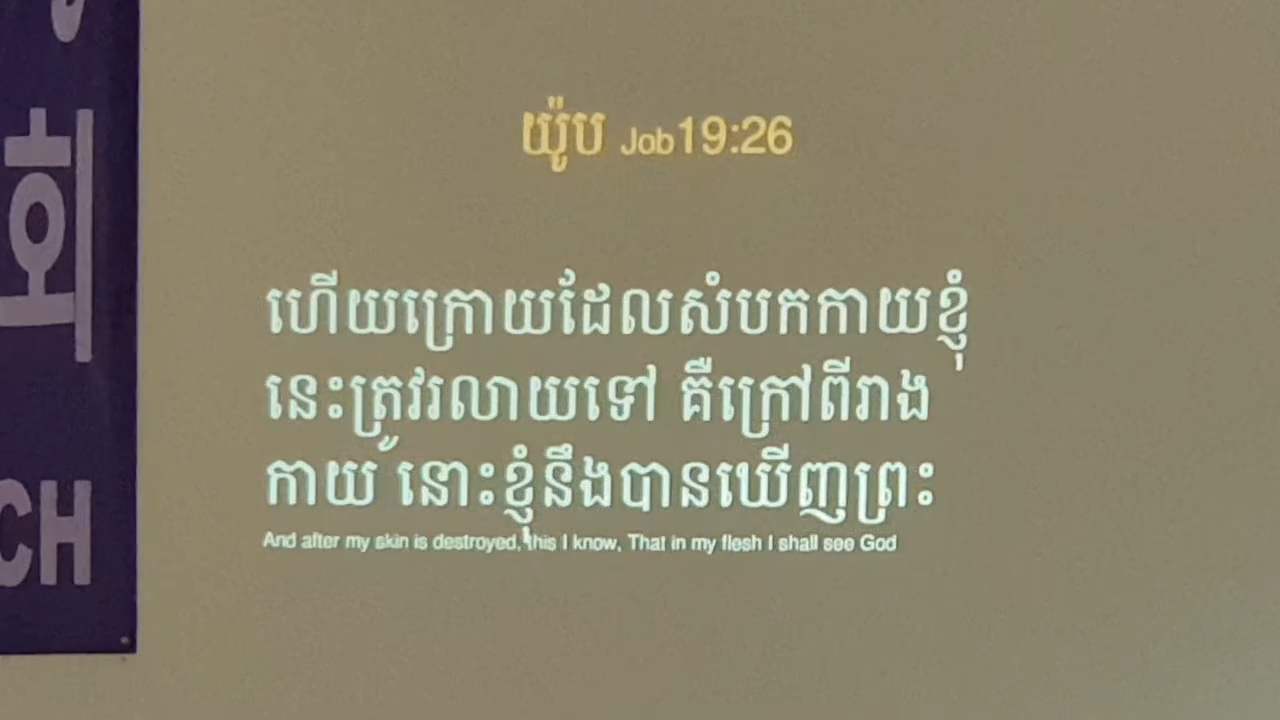 យ៉ូប Job19:26
ហើយក្រោយដែលសំបកកាយខ្ញុំ
នេះត្រូវរលាយទៅ គឺក្រៅពីរាង
កាយ នោះខ្ញុំនឹងបានឃើញព្រះ
And after my skin is destroyed, this I know, That in my flesh I shall see God
회
CH